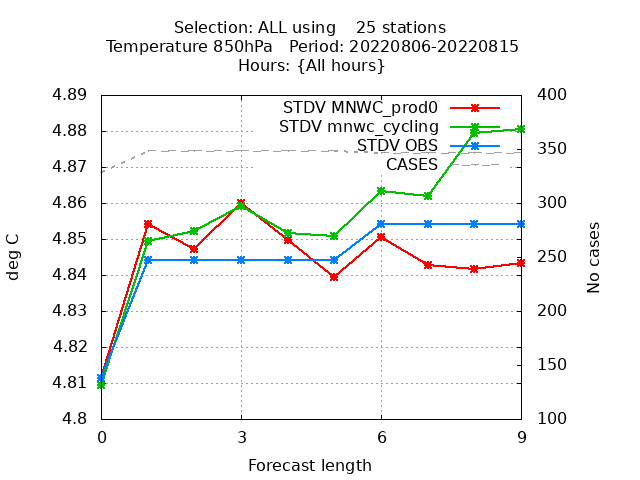 Selection: ALL using    25 stations
Temperature 850hPa   Period: 20220806-20220815
Hours: {All hours}
4.89
4.88
4.87
4.86
4.85
4.84
4.83
4.82
4.81
4.8
deg C
STDV MNWC_prod0
STDV mnwc_cycling
STDV OBS
CASES
400
350
300
250
200
150
100
No cases
0
3
6
9
Forecast length